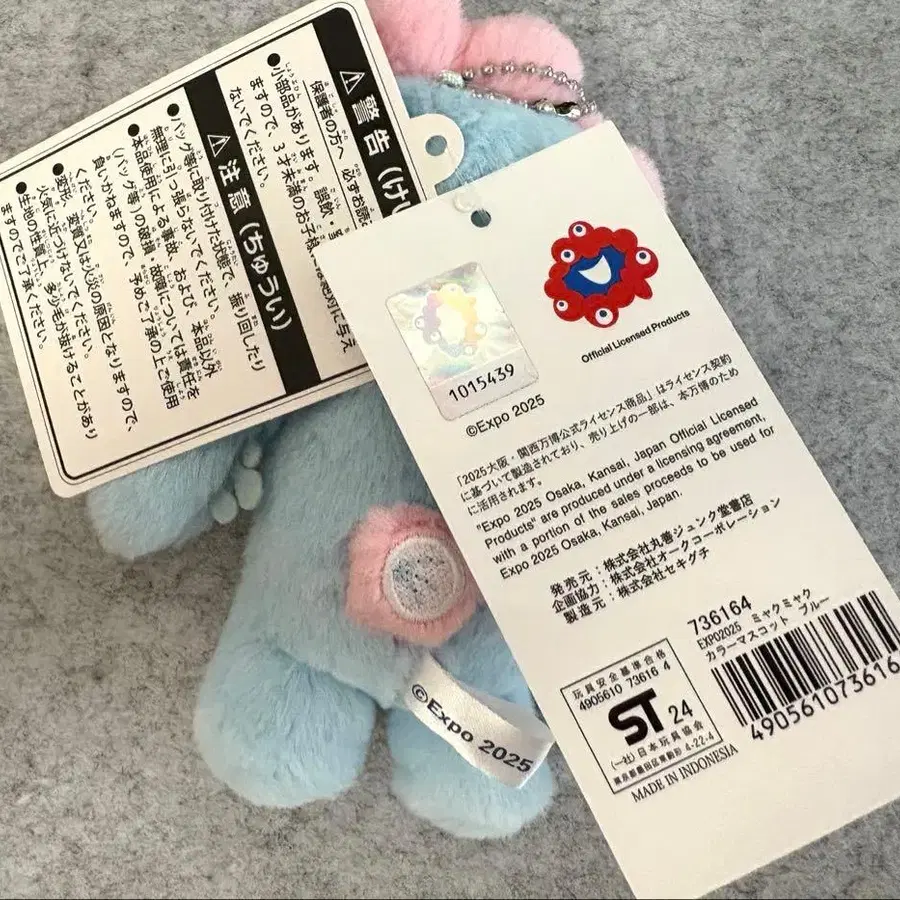 警告（けい
保護者の方へ 必ずお読
●小部品があります。誤飲・窒
絶対に与え
ますので、3才未満のお子様
ないでください。
注意（ちゅうい）
●バッグ等に取り付けた状態で、振り回したり
無理に引っ張らないでください。
●本品使用による事故、および、本品以外
（バッグ等）の破損・故障については責任を
負いかねますので、予めご了承の上ご使用
ください。
●変形、変質又は火災の原因となりますので、
火気に近づけないでください。
●生地の性質上、多少毛が抜けることがあり
ますのでご了承ください。
1015439
©Expo 2025
Official Licensed Products
「2025大阪・関西万博公式ライセンス商品」はライセンス契約
に基づいて製造されており、売り上げの一部は、本万博のため
に活用されます。
"Expo 2025 Osaka, Kansai, Japan Official Licensed
Products" are produced under a licensing agreement,
with a portion of the sales proceeds to be used for
Expo 2025 Osaka, Kansai, Japan.
発売元：株式会社丸善ジュンク堂書店
企画協力：株式会社オークコーポレーション
製造元：株式会社セキグチ
736164
EXPO2025 ミャクミャク
カラーマスコット ブルー
490561073616
玩具安全基準合格
4905610 73616 4
ST 24
(一社)日本玩具協会
東京都墨田区東駒形 4-22-4
MADE IN INDONESIA
©Expo 2025